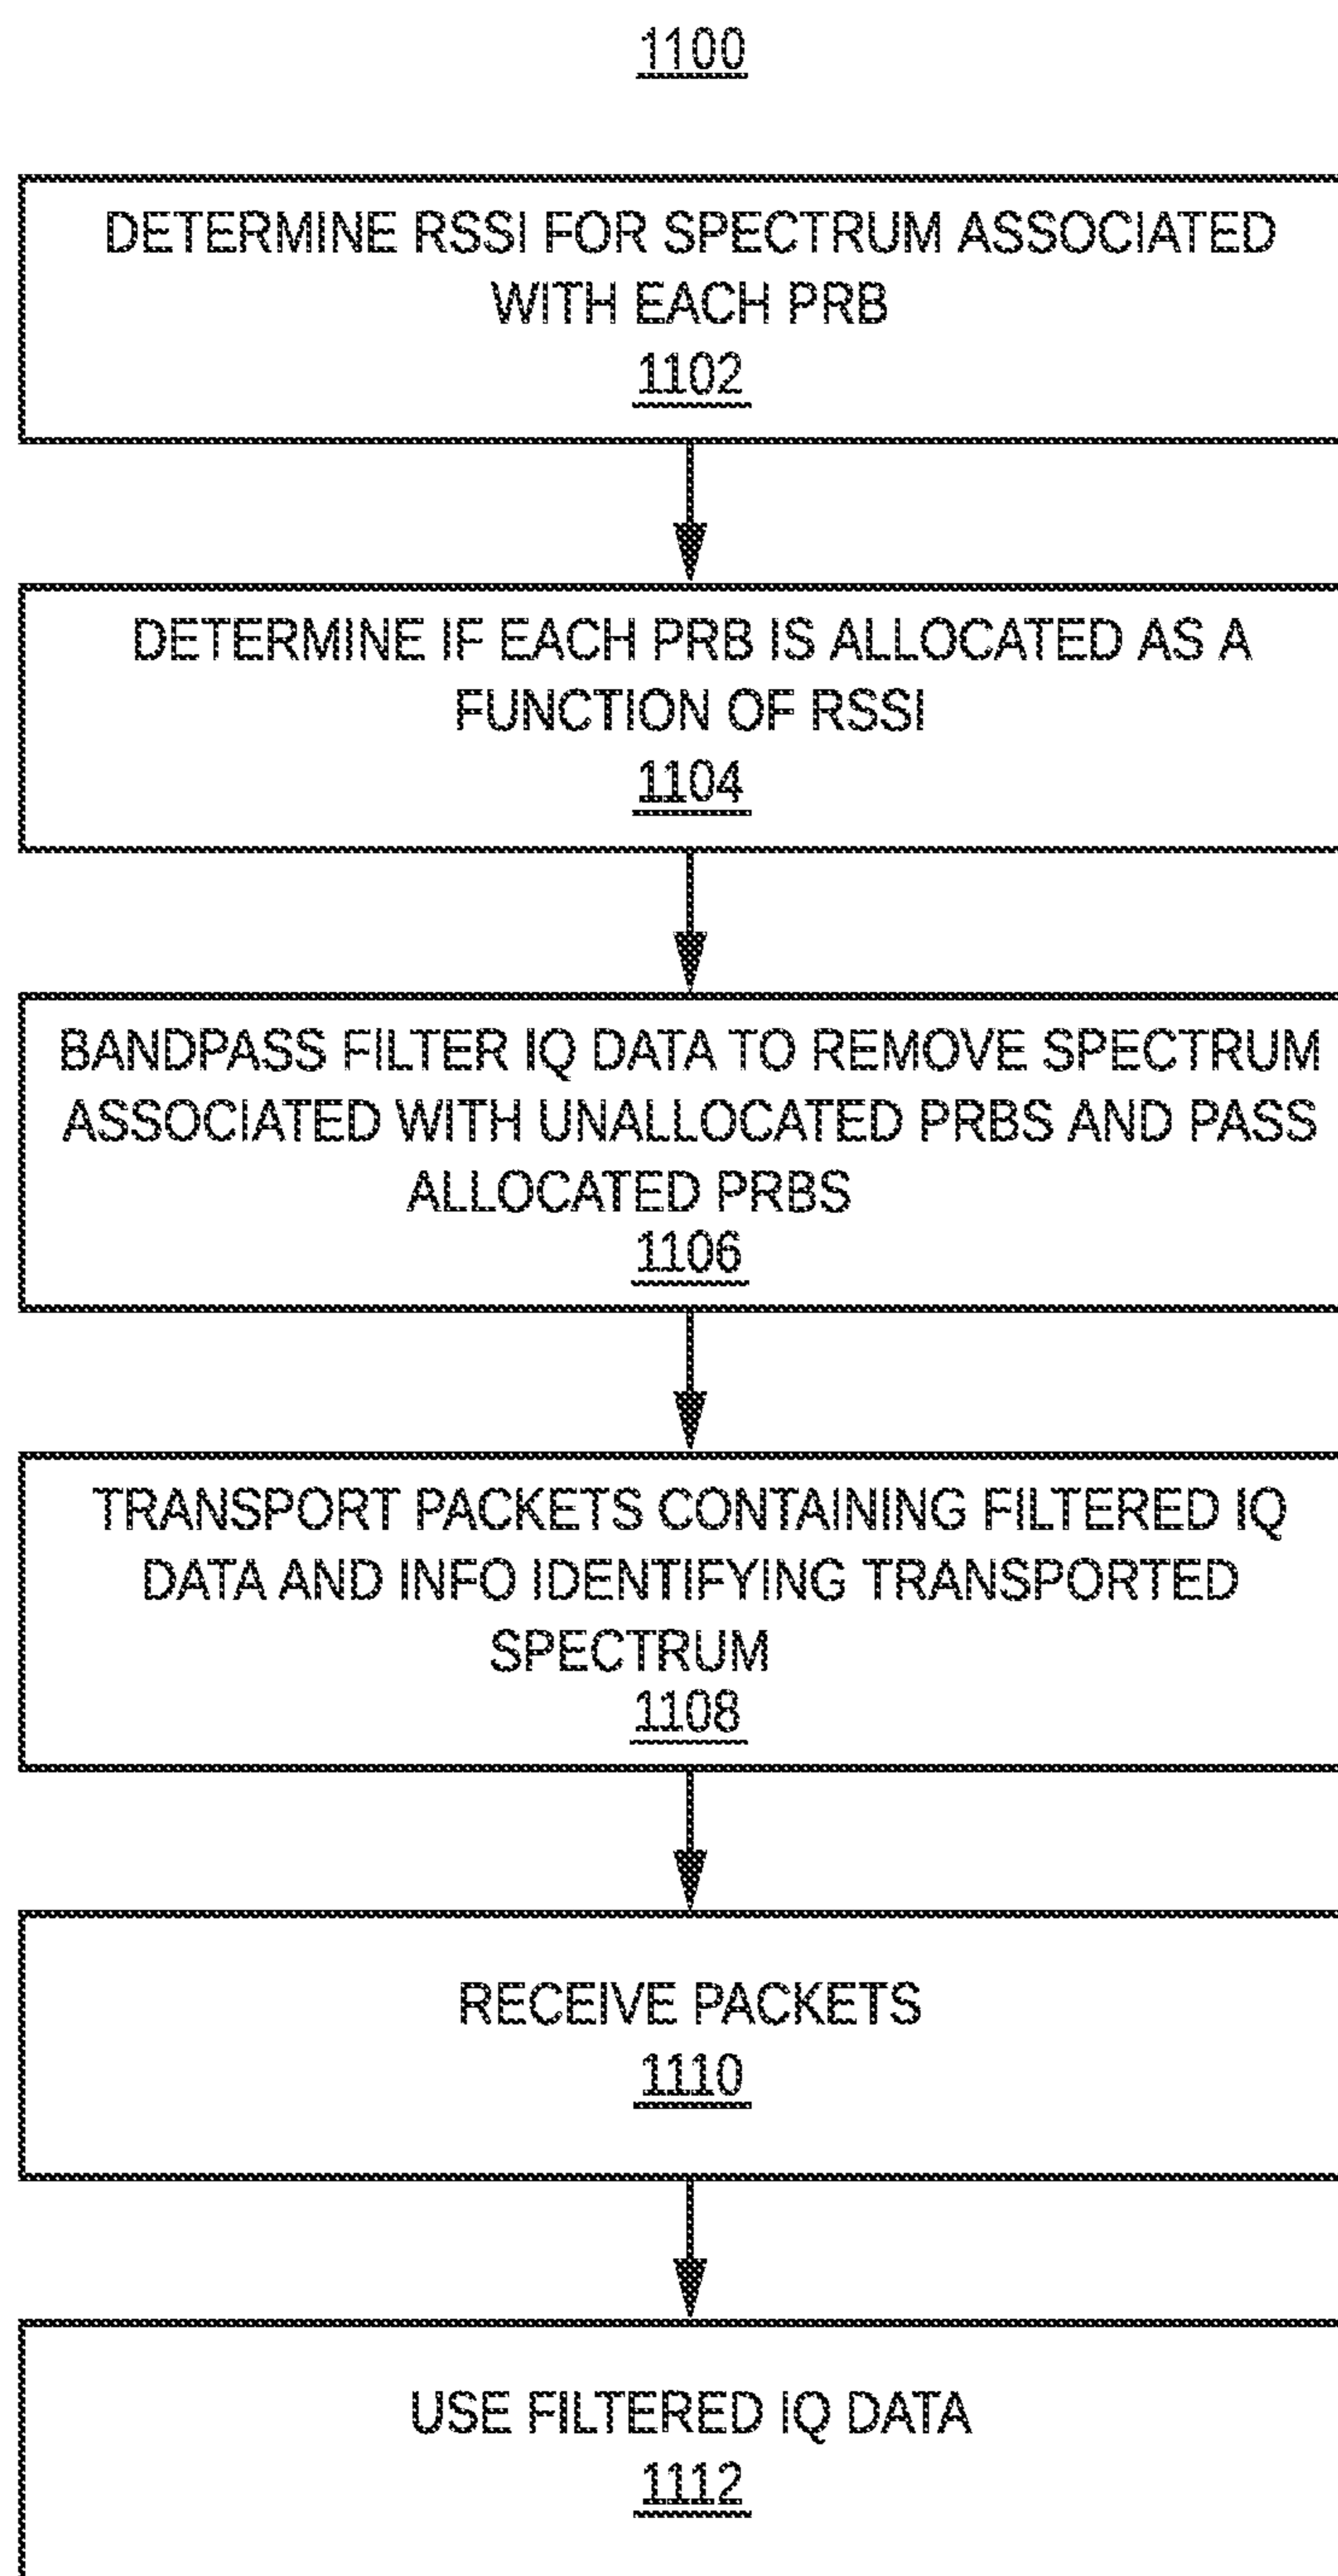 1100
DETERMINE RSSI FOR SPECTRUM ASSOCIATED
WITH EACH PRB
1102
DETERMINE IF EACH PRB IS ALLOCATED AS A
FUNCTION OF RSSI
1104
BANDPASS FILTER IQ DATA TO REMOVE SPECTRUM
ASSOCIATED WITH UNALLOCATED PRBS AND PASS
ALLOCATED PRBS
1106
TRANSPORT PACKETS CONTAINING FILTERED IQ
DATA AND INFO IDENTIFYING TRANSPORTED
SPECTRUM
1108
RECEIVE PACKETS
1110
USE FILTERED IQ DATA
1112